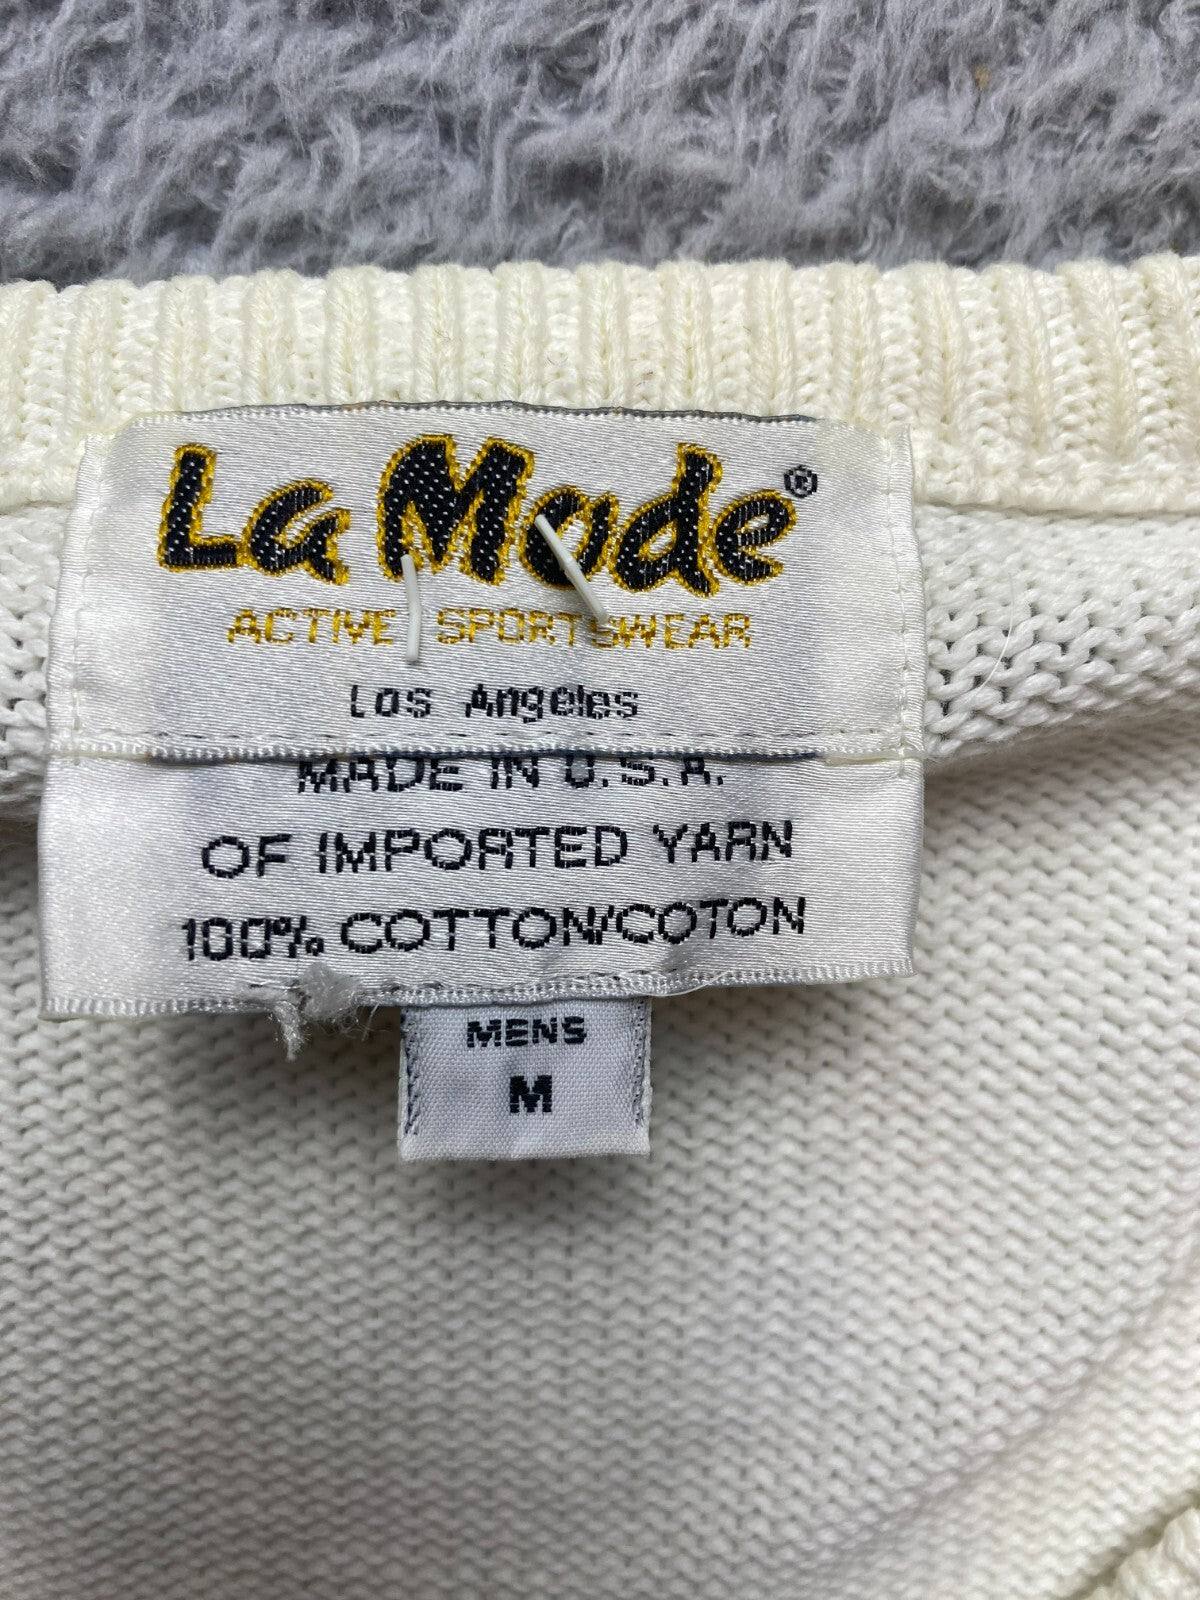 La Mode®
ACTIVE SPORTSWEAR
Los Angeles
MADE IN U.S.A.
OF IMPORTED YARN
100% COTTON/COTON
MENS
M